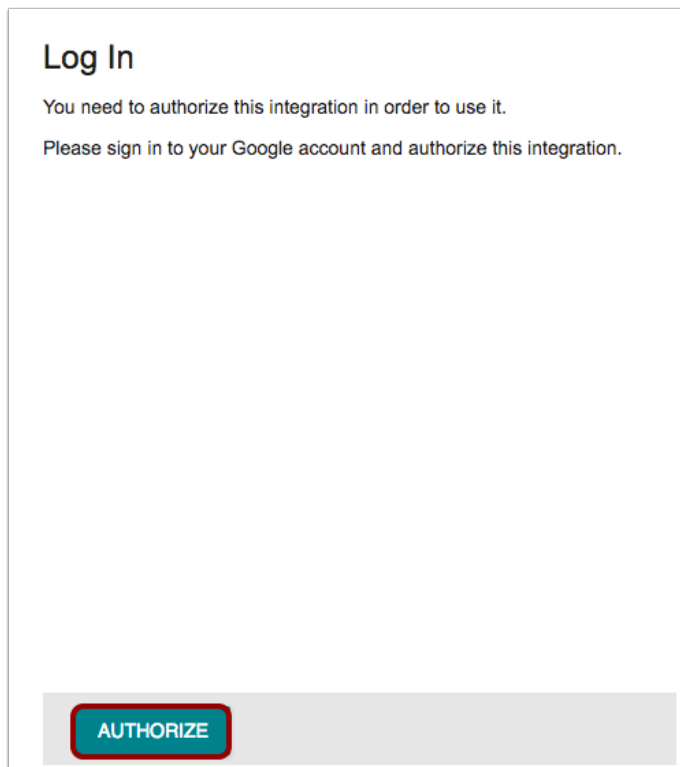 Log In
You need to authorize this integration in order to use it.
Please sign in to your Google account and authorize this integration.
AUTHORIZE